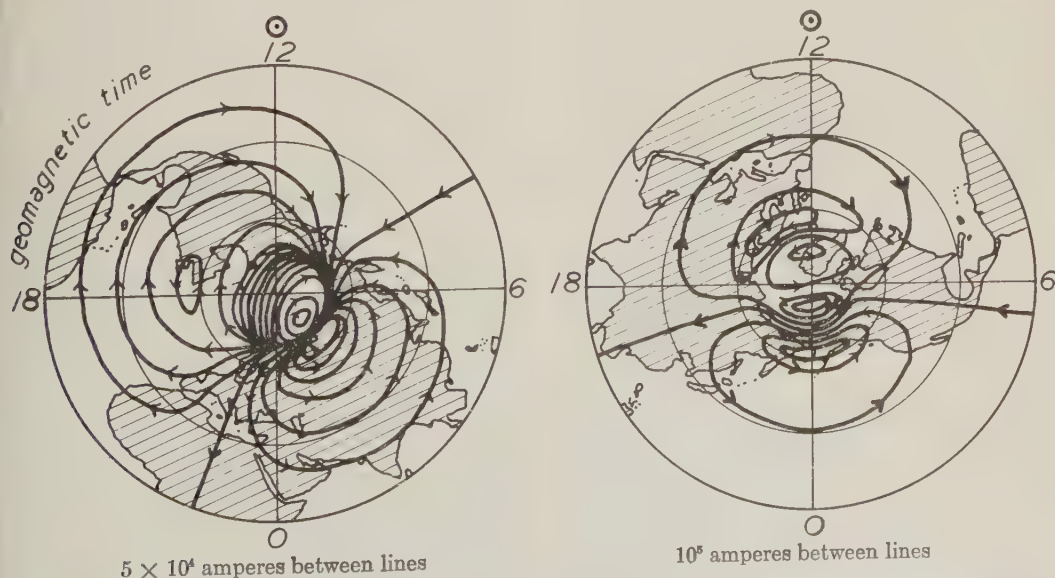 12
geomagnetic time
18
6
0
5 × 10⁴ amperes between lines
12
18
6
0
10⁵ amperes between lines